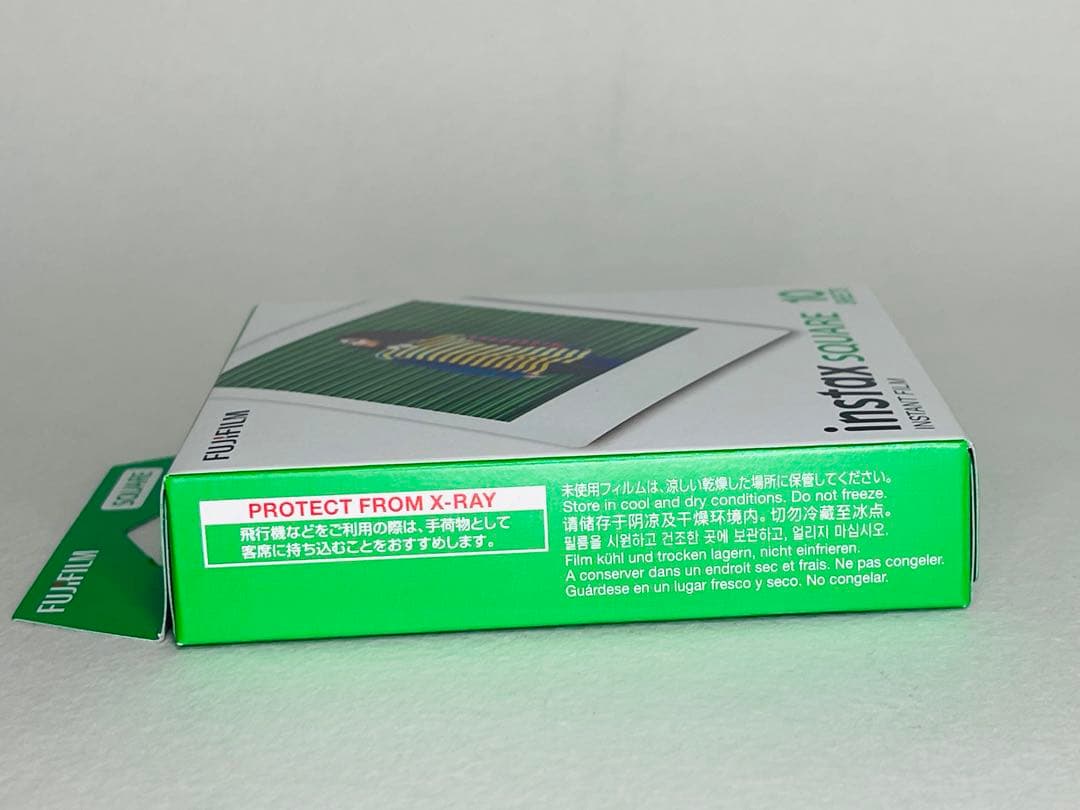 FUJIFILM
instax SQUARE 10
INSTANT FILM
SQUARE
FUJIFILM
PROTECT FROM X-RAY
飛行機などをご利用の際は、手荷物として
客席に持ち込むことをおすすめします。
未使用フィルムは、涼しい乾燥した場所に保管してください。
Store in cool and dry conditions. Do not freeze.
请储存于阴凉及干燥环境内。切勿冷藏至冰点。
필름을 시원하고 건조한 곳에 보관하고, 얼리지 마십시오.
Film kühl und trocken lagern, nicht einfrieren.
A conserver dans un endroit sec et frais. Ne pas congeler.
Guárdese en un lugar fresco y seco. No congelar.